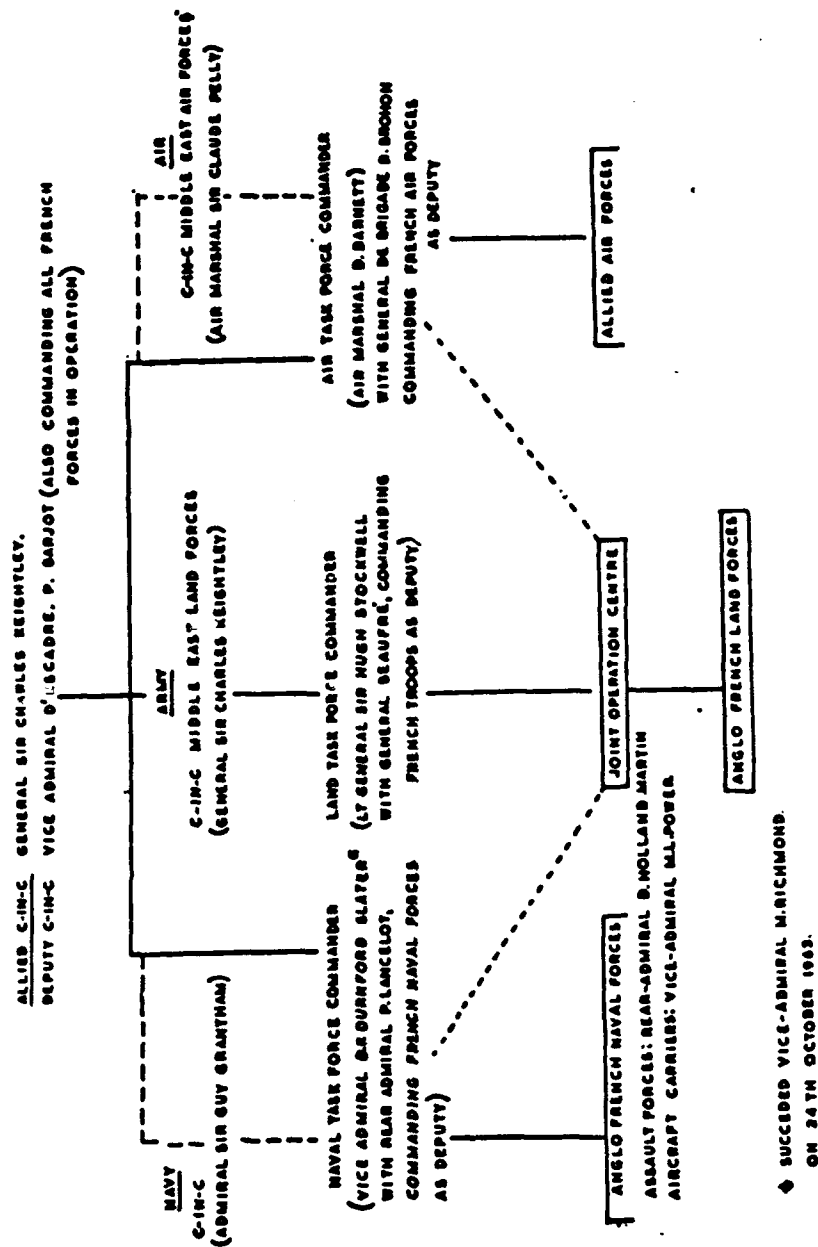 ALLIED C-IN-C GENERAL SIR CHARLES KEIGHTLEY.
DEPUTY C-IN-C VICE ADMIRAL D'ESCADRE. P. BARJOT (ALSO COMMANDING ALL FRENCH
FORCES IN OPERATION)
NAVY
C-IN-C
(ADMIRAL SIR GUY GRANTHAM)
ARMY
C-IN-C MIDDLE EAST LAND FORCES
(GENERAL SIR CHARLES KEIGHTLEY)
AIR
C-IN-C MIDDLE EAST AIR FORCES
(AIR MARSHAL SIR CLAUDE PELLY)
NAVAL TASK FORCE COMMANDER
(VICE ADMIRAL DURNFORD SLATER
WITH REAR ADMIRAL P. LANCELOT,
COMMANDING FRENCH NAVAL FORCES
AS DEPUTY)
LAND TASK FORCE COMMANDER
(LT GENERAL SIR HUGH STOCKWELL
WITH GENERAL BEAUFRÉ, COMMANDING
FRENCH TROOPS AS DEPUTY)
AIR TASK FORCE COMMANDER
(AIR MARSHAL D. BARNETT)
WITH GENERAL DE BRIGADE R. BROHON
COMMANDING FRENCH AIR FORCES
AS DEPUTY
ANGLO FRENCH NAVAL FORCES
ASSAULT FORCES: REAR-ADMIRAL D. HOLLAND MARTIN
AIRCRAFT CARRIERS: VICE-ADMIRAL M.L. POWER
JOINT OPERATION CENTRE
ALLIED AIR FORCES
ANGLO FRENCH LAND FORCES
SUCCEDED VICE-ADMIRAL M. RICHMOND.
ON 24TH OCTOBER